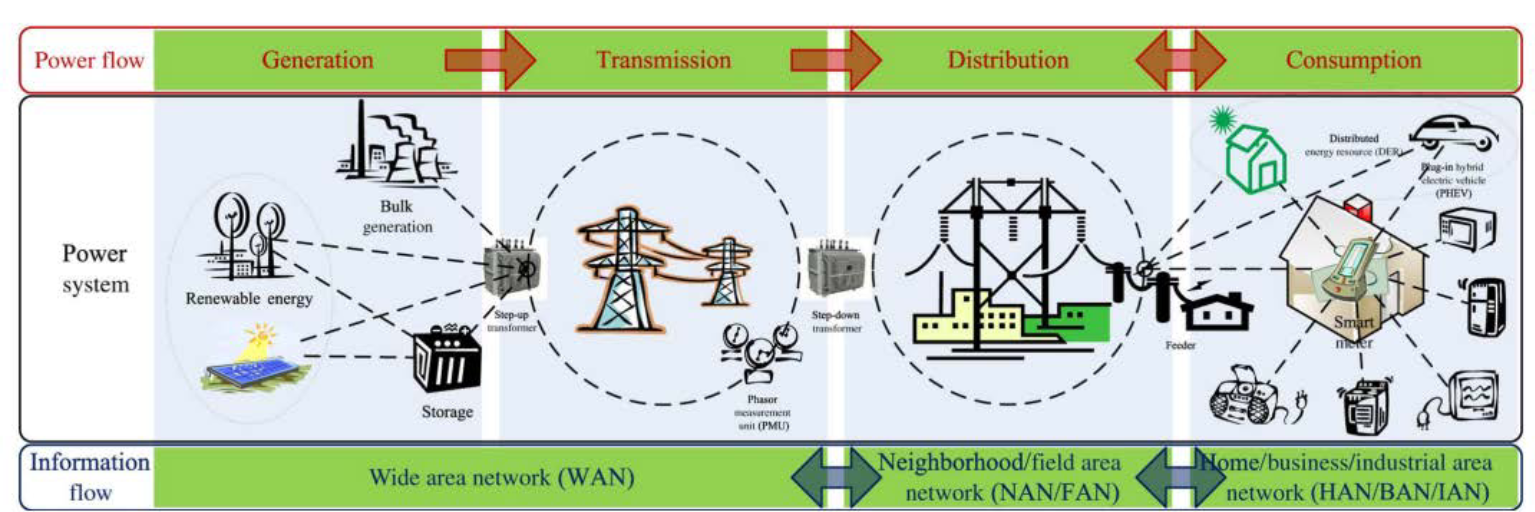 Power flow
Generation
Transmission
Distribution
Consumption
Power
system
Bulk
generation
Renewable energy
Storage
Step-up
transformer
Phasor
measurement
unit (PMU)
Step-down
transformer
Feeder
Distributed
energy resource (DER)
Plug-in hybrid
electric vehicle
(PHEV)
Smart
meter
Information
flow
Wide area network (WAN)
Neighborhood/field area
network (NAN/FAN)
Home/business/industrial area
network (HAN/BAN/IAN)